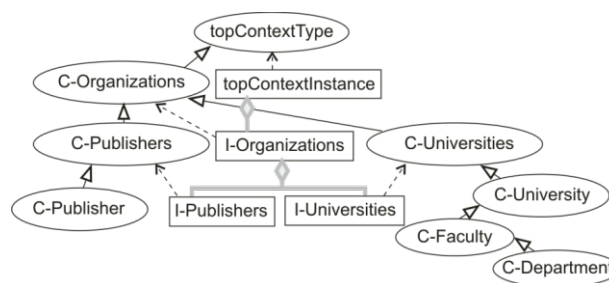 topContextType
C-Organizations
topContextInstance
C-Publishers
I-Organizations
C-Universities
C-Publisher
I-Publishers
I-Universities
C-University
C-Faculty
C-Department